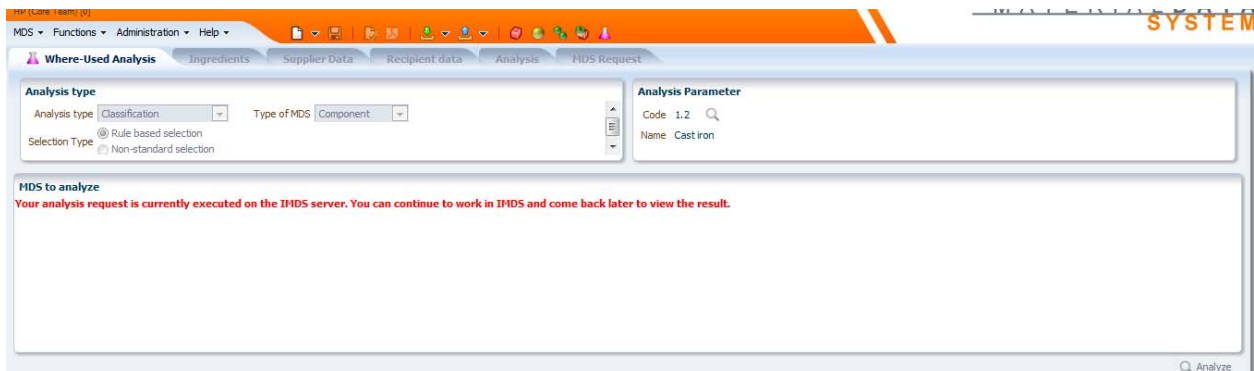 HP (Core Team) [0]
MATERIAL DATA
SYSTEM
MDS Functions Administration Help
Where-Used Analysis Ingredients Supplier Data Recipient data Analysis MDS Request
Analysis type
Analysis type Classification Type of MDS Component
Selection Type Rule based selection
Non-standard selection
Analysis Parameter
Code 1.2
Name Cast iron
MDS to analyze
Your analysis request is currently executed on the IMDS server. You can continue to work in IMDS and come back later to view the result.
Analyze